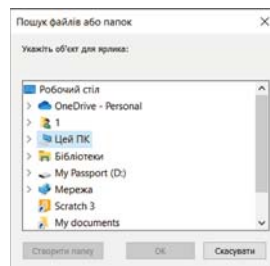 Пошук файлів або папок
Укажіть об'єкт для ярлика:
Робочий стіл
OneDrive - Personal
1
Цей ПК
Бібліотеки
My Passport (D:)
Мережа
Scratch 3
My documents
Створити папку
OK
Скасувати